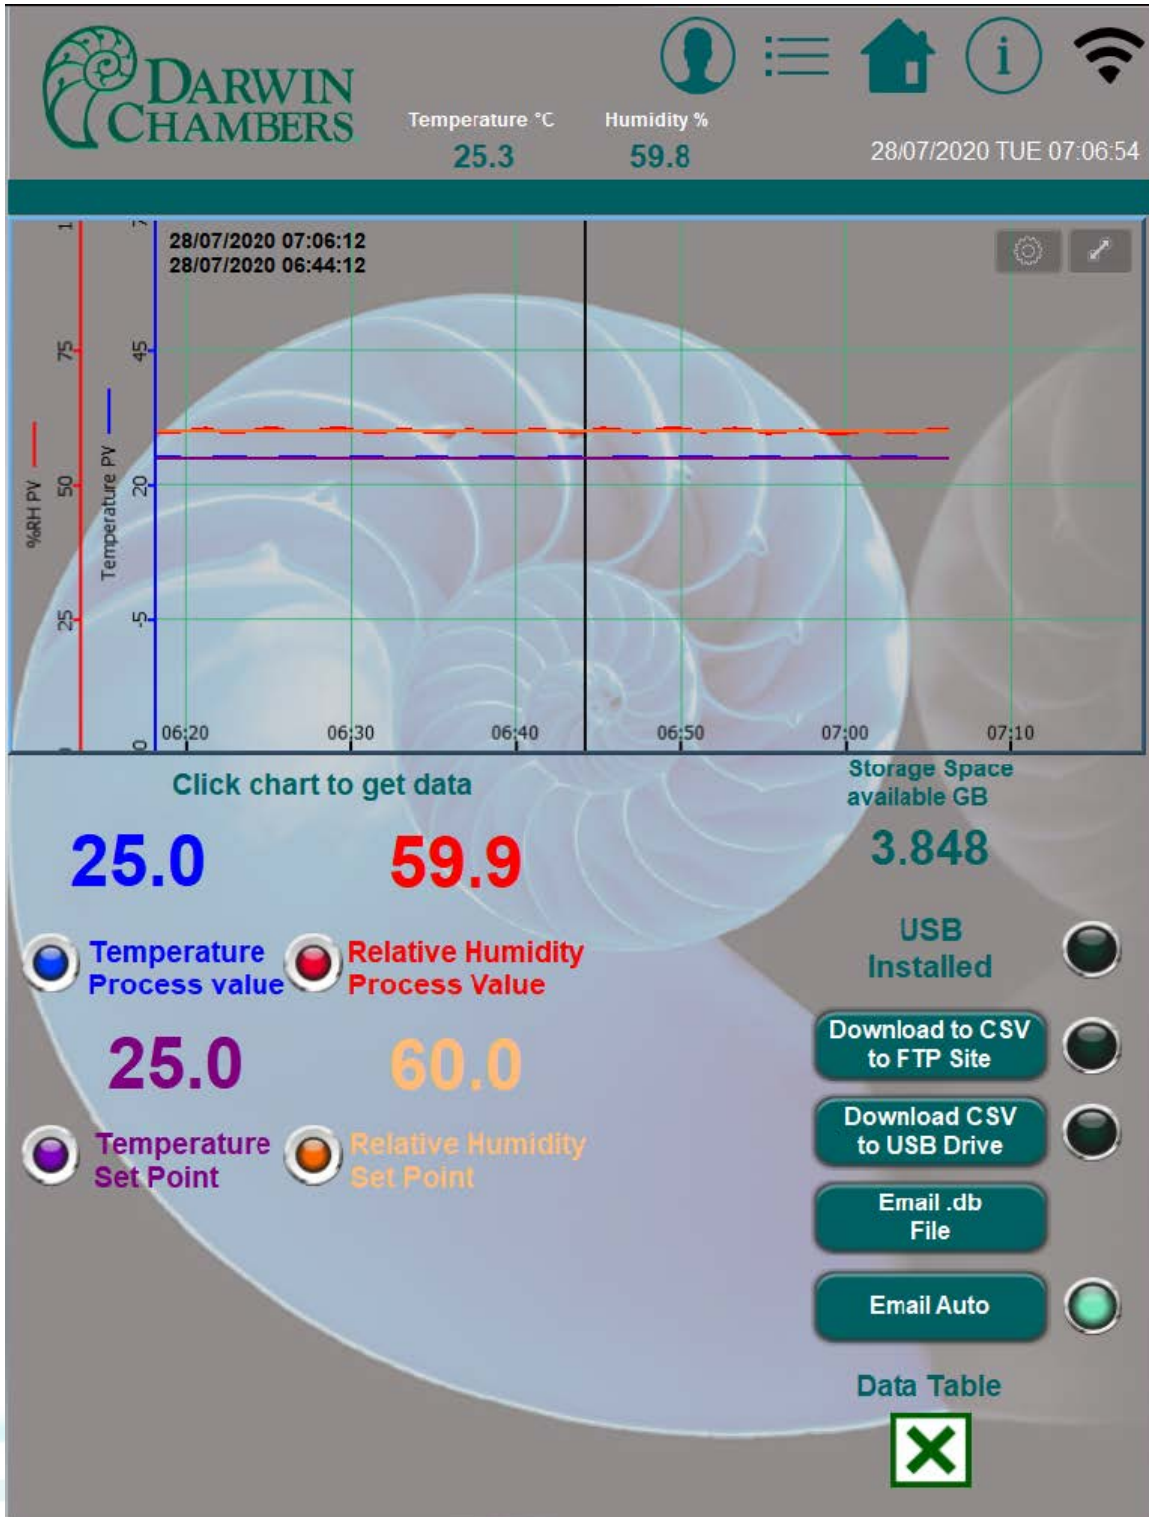 DARWIN
CHAMBERS
Temperature °C
25.3
Humidity %
59.8
28/07/2020 TUE 07:06:54
28/07/2020 07:06:12
28/07/2020 06:44:12
%RH PV
75
50
25
Temperature PV
45
20
-5
06:20
06:30
06:40
06:50
07:00
07:10
Click chart to get data
25.0
59.9
Temperature
Process value
Relative Humidity
Process Value
25.0
60.0
Temperature
Set Point
Relative Humidity
Set Point
Storage Space
available GB
3.848
USB
Installed
Download to CSV
to FTP Site
Download CSV
to USB Drive
Email .db
File
Email Auto
Data Table